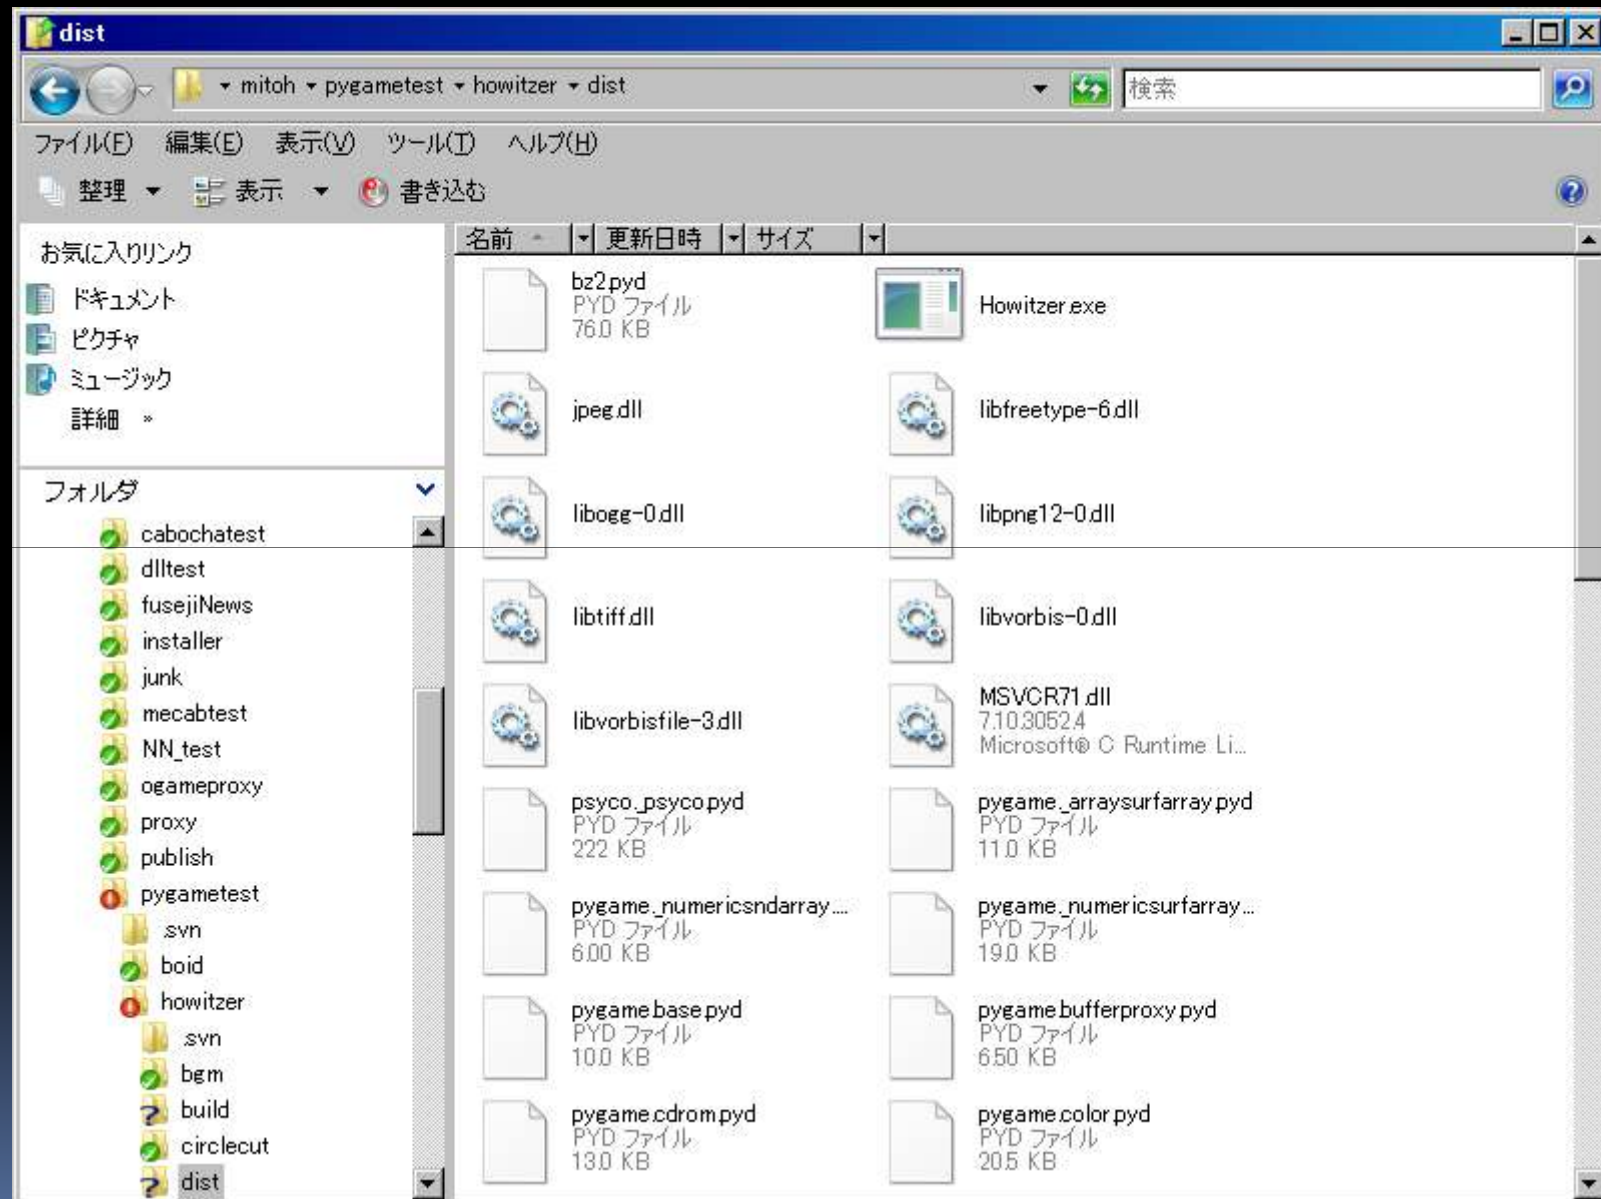 dist
mitoh pygametest howitzer dist
検索
ファイル(F) 編集(E) 表示(V) ツール(T) ヘルプ(H)
整理 表示 書き込む
お気に入りリンク
ドキュメント
ピクチャ
ミュージック
詳細 »
フォルダ
cabochatest
dlltest
fusejiNews
installer
junk
mecabtest
NN_test
ogameproxy
proxy
publish
pygametest
.svn
boid
howitzer
.svn
bgm
build
circlecut
dist
名前 更新日時 サイズ
bz2.pyd
PYD ファイル
76.0 KB
Howitzer.exe
jpeg.dll
libfreetype-6.dll
libogg-0.dll
libpng12-0.dll
libtiff.dll
libvorbis-0.dll
libvorbisfile-3.dll
MSVCR71.dll
7.10.3052.4
Microsoft® C Runtime Li...
psyco._psyco.pyd
PYD ファイル
222 KB
pygame._arraysurfarray.pyd
PYD ファイル
11.0 KB
pygame._numericsndarray....
PYD ファイル
6.00 KB
pygame._numericsurfarray...
PYD ファイル
19.0 KB
pygame.base.pyd
PYD ファイル
10.0 KB
pygame.bufferproxy.pyd
PYD ファイル
6.50 KB
pygame.cdrom.pyd
PYD ファイル
13.0 KB
pygame.color.pyd
PYD ファイル
20.5 KB